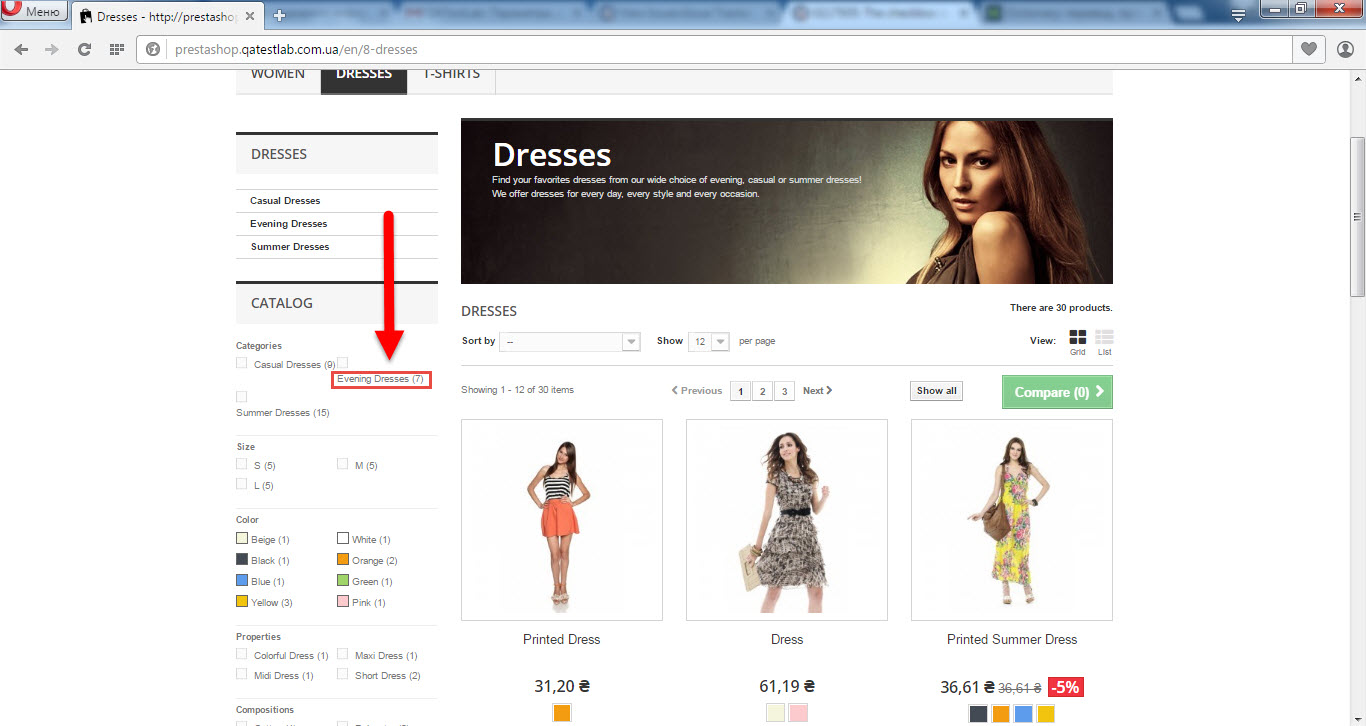 Меню
Dresses - http://prestasho
prestashop.qatestlab.com.ua/en/8-dresses
WOMEN
DRESSES
T-SHIRTS
DRESSES
Casual Dresses
Evening Dresses
Summer Dresses
CATALOG
Categories
Casual Dresses (9)
Evening Dresses (7)
Summer Dresses (15)
Size
S (5)
M (5)
L (5)
Color
Beige (1)
White (1)
Black (1)
Orange (2)
Blue (1)
Green (1)
Yellow (3)
Pink (1)
Properties
Colorful Dress (1)
Maxi Dress (1)
Midi Dress (1)
Short Dress (2)
Compositions
Dresses
Find your favorites dresses from our wide choice of evening, casual or summer dresses!
We offer dresses for every day, every style and every occasion.
DRESSES
There are 30 products.
Sort by
--
Show
12
per page
View:
Grid
List
Showing 1 - 12 of 30 items
Previous
1
2
3
Next
Show all
Compare (0)
Printed Dress
Dress
Printed Summer Dress
31,20 ₴
61,19 ₴
36,61 ₴ 36,61 ₴ -5%